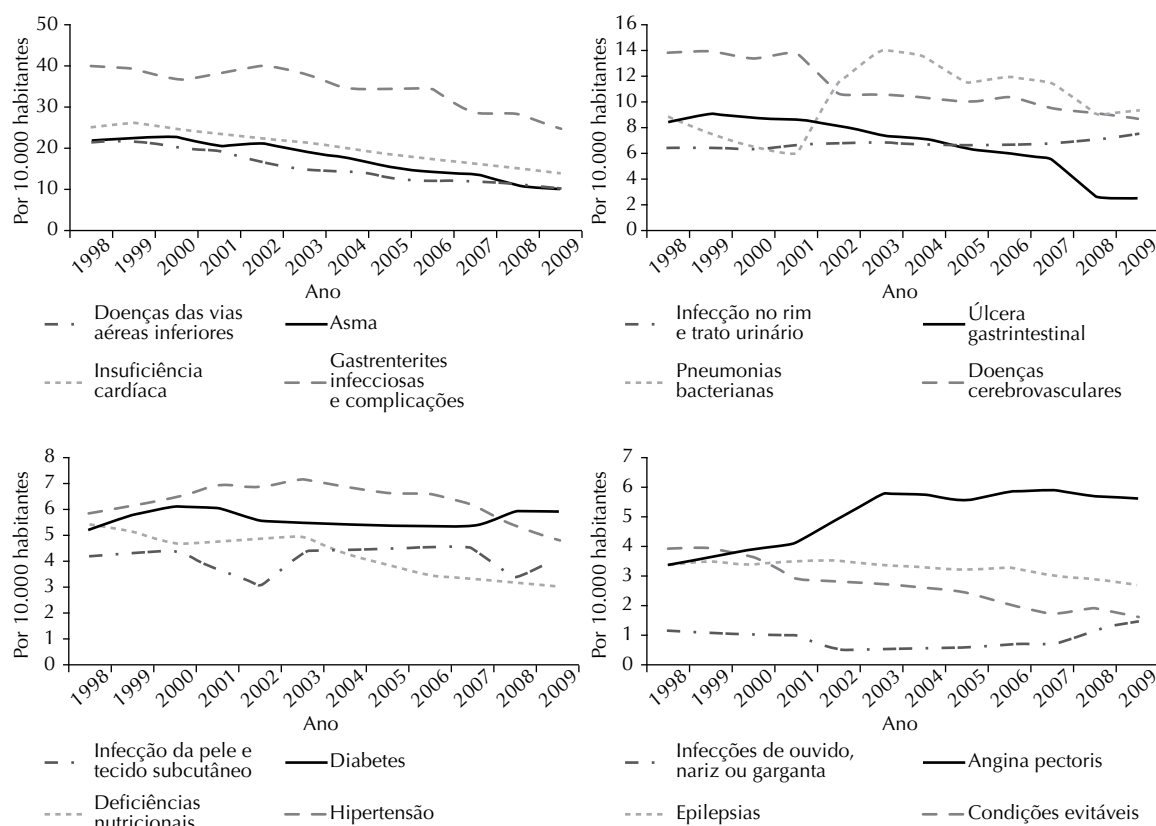 50
40
30
20
10
0
Por 10.000 habitantes
1998 1999 2000 2001 2002 2003 2004 2005 2006 2007 2008 2009
Ano
Doenças das vias
aéreas inferiores
Asma
Insuficiência
cardíaca
Gastrenterites
infecciosas
e complicações
16
14
12
10
8
6
4
2
0
Por 10.000 habitantes
1998 1999 2000 2001 2002 2003 2004 2005 2006 2007 2008 2009
Ano
Infecção no rim
e trato urinário
Úlcera
gastrintestinal
Pneumonias
bacterianas
Doenças
cerebrovasculares
8
7
6
5
4
3
2
1
0
Por 10.000 habitantes
1998 1999 2000 2001 2002 2003 2004 2005 2006 2007 2008 2009
Ano
Infecção da pele e
tecido subcutâneo
Diabetes
Deficiências
nutricionais
Hipertensão
7
6
5
4
3
2
1
0
Por 10.000 habitantes
1998 1999 2000 2001 2002 2003 2004 2005 2006 2007 2008 2009
Ano
Infecções de ouvido,
nariz ou garganta
Angina pectoris
Epilepsias
Condições evitáveis